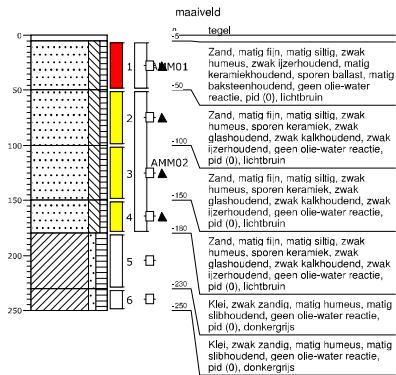 maaiveld
0
0
-5
tegel
Zand, matig fijn, matig siltig, zwak
humeus, zwak ijzerhoudend, matig
keramiekhoudend, sporen ballast, matig
baksteenhoudend, geen olie-water
reactie, pid (0), lichtbruin
1
AMM01
50
-50
Zand, matig fijn, matig siltig, zwak
humeus, sporen keramiek, zwak
glashoudend, zwak kalkhoudend, zwak
ijzerhoudend, geen olie-water reactie,
pid (0), lichtbruin
2
100
-100
AMM02
3
Zand, matig fijn, matig siltig, zwak
humeus, sporen keramiek, zwak
glashoudend, zwak kalkhoudend, zwak
ijzerhoudend, geen olie-water reactie,
pid (0), lichtbruin
150
-150
4
-180
Zand, matig fijn, matig siltig, zwak
humeus, sporen keramiek, zwak
glashoudend, zwak kalkhoudend, zwak
ijzerhoudend, geen olie-water reactie,
pid (0), lichtbruin
200
5
-230
Klei, zwak zandig, matig humeus, matig
slibhoudend, geen olie-water reactie,
pid (0), donkergrijs
6
250
-250
Klei, zwak zandig, matig humeus, matig
slibhoudend, geen olie-water reactie,
pid (0), donkergrijs